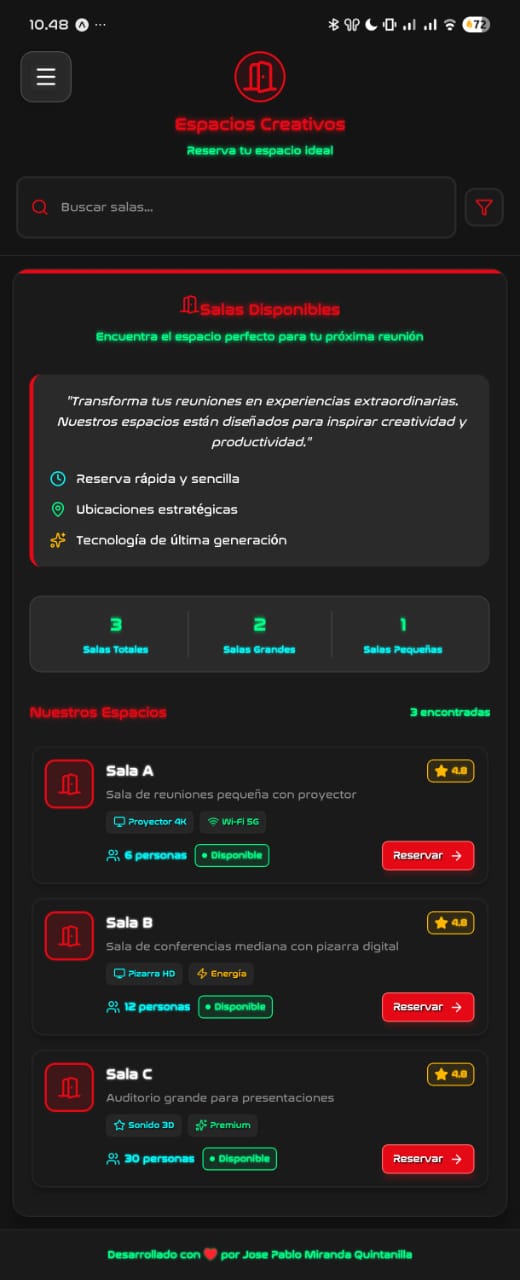 10.48 ...
72
Espacios Creativos
Reserva tu espacio ideal
Buscar salas...
Salas Disponibles
Encuentra el espacio perfecto para tu próxima reunión
"Transforma tus reuniones en experiencias extraordinarias.
Nuestros espacios están diseñados para inspirar creatividad y
productividad."
Reserva rápida y sencilla
Ubicaciones estratégicas
Tecnología de última generación
3 2 1
Salas Totales Salas Grandes Salas Pequeñas
Nuestros Espacios 3 encontradas
Sala A 4.8
Sala de reuniones pequeña con proyector
Proyector 4K Wi-Fi 5G
6 personas • Disponible Reservar →
Sala B 4.8
Sala de conferencias mediana con pizarra digital
Pizarra HD Energía
12 personas • Disponible Reservar →
Sala C 4.8
Auditorio grande para presentaciones
Sonido 3D Premium
30 personas • Disponible Reservar →
Desarrollado con ❤️ por Jose Pablo Miranda Quintanilla